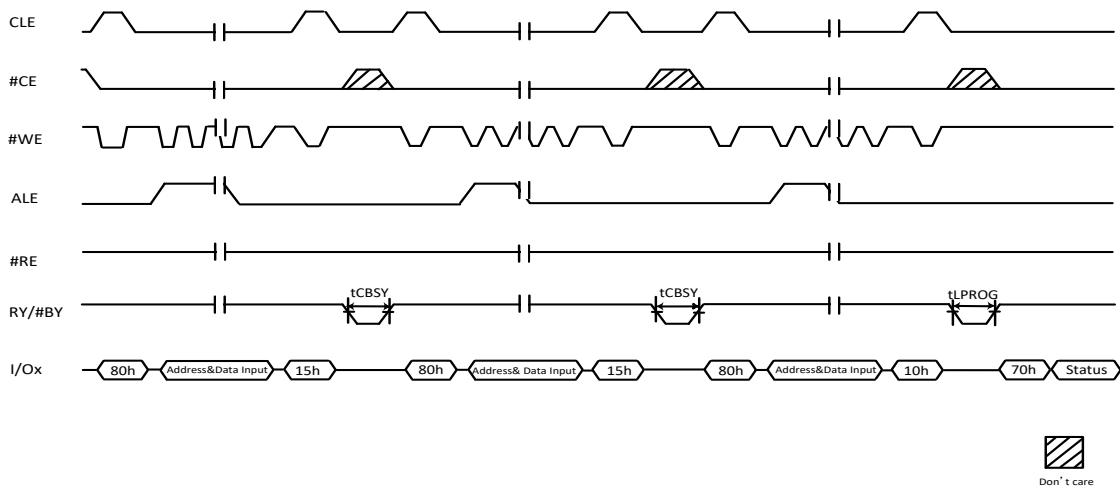 CLE
#CE
#WE
ALE
#RE
tCBSY tCBSY tLPROG
RY/#BY
I/Ox 80h Address&Data Input 15h 80h Address& Data Input 15h 80h Address&Data Input 10h 70h Status
Don't care